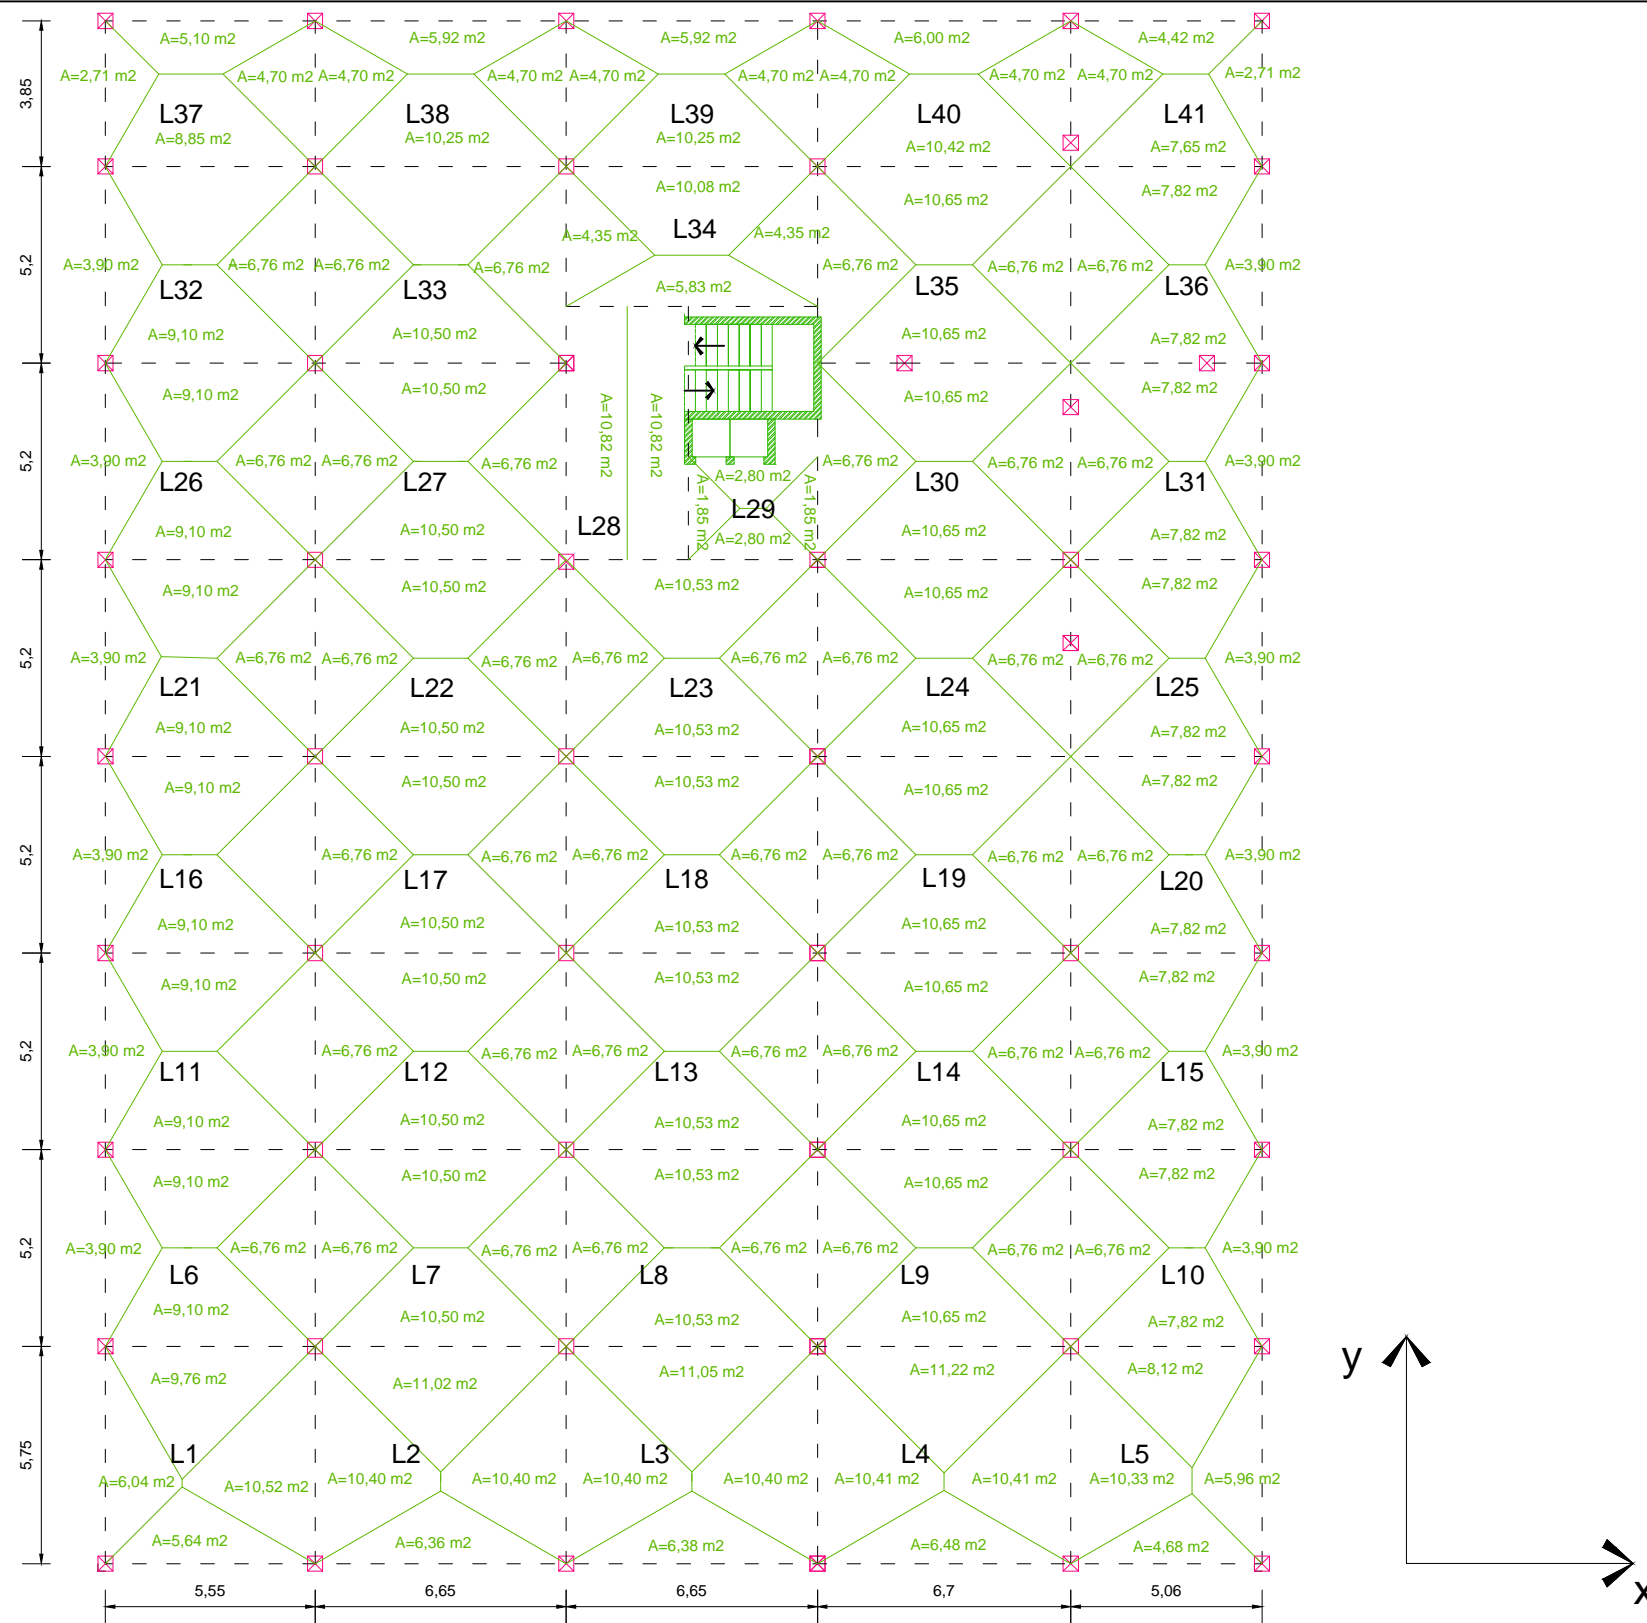 A=5,10 m2 A=5,92 m2 A=5,92 m2 A=6,00 m2 A=4,42 m2
A=2,71 m2 A=4,70 m2 A=4,70 m2 A=4,70 m2 A=4,70 m2 A=4,70 m2 A=4,70 m2 A=4,70 m2 A=2,71 m2
3,85
L37 L38 L39 L40 L41
A=8,85 m2 A=10,25 m2 A=10,25 m2 A=10,42 m2 A=7,65 m2
A=10,08 m2 A=10,65 m2 A=7,82 m2
L34
A=4,35 m2 A=4,35 m2
5,2
A=3,90 m2 A=6,76 m2 A=6,76 m2 A=6,76 m2 A=6,76 m2 A=6,76 m2 A=6,76 m2 A=3,90 m2
A=5,83 m2
L32 L33 L35 L36
A=9,10 m2 A=10,50 m2 A=10,65 m2 A=7,82 m2
A=9,10 m2 A=10,50 m2 A=10,65 m2 A=7,82 m2
A=10,82 m2 A=10,82 m2
5,2
A=3,90 m2 A=6,76 m2 A=6,76 m2 A=6,76 m2 A=6,76 m2 A=6,76 m2 A=6,76 m2 A=3,90 m2
A=2,80 m2
L26 L27 L30 L31
A=1,85 m2 L29 A=1,85 m2
L28
A=9,10 m2 A=10,50 m2 A=2,80 m2 A=10,65 m2 A=7,82 m2
A=9,10 m2 A=10,50 m2 A=10,53 m2 A=10,65 m2 A=7,82 m2
5,2
A=3,90 m2 A=6,76 m2 A=6,76 m2 A=6,76 m2 A=6,76 m2 A=6,76 m2 A=6,76 m2 A=6,76 m2 A=6,76 m2 A=3,90 m2
L21 L22 L23 L24 L25
A=9,10 m2 A=10,50 m2 A=10,53 m2 A=10,65 m2 A=7,82 m2
A=9,10 m2 A=10,50 m2 A=10,53 m2 A=10,65 m2 A=7,82 m2
5,2
A=3,90 m2 A=6,76 m2 A=6,76 m2 A=6,76 m2 A=6,76 m2 A=6,76 m2 A=6,76 m2 A=6,76 m2 A=3,90 m2
L16 L17 L18 L19 L20
A=9,10 m2 A=10,50 m2 A=10,53 m2 A=10,65 m2 A=7,82 m2
A=9,10 m2 A=10,50 m2 A=10,53 m2 A=10,65 m2 A=7,82 m2
5,2
A=3,90 m2 A=6,76 m2 A=6,76 m2 A=6,76 m2 A=6,76 m2 A=6,76 m2 A=6,76 m2 A=6,76 m2 A=3,90 m2
L11 L12 L13 L14 L15
A=9,10 m2 A=10,50 m2 A=10,53 m2 A=10,65 m2 A=7,82 m2
A=9,10 m2 A=10,50 m2 A=10,53 m2 A=10,65 m2 A=7,82 m2
5,2
A=3,90 m2 A=6,76 m2 A=6,76 m2 A=6,76 m2 A=6,76 m2 A=6,76 m2 A=6,76 m2 A=6,76 m2 A=6,76 m2 A=3,90 m2
L6 L7 L8 L9 L10
A=9,10 m2 A=10,50 m2 A=10,53 m2 A=10,65 m2 A=7,82 m2
A=9,76 m2 A=11,02 m2 A=11,05 m2 A=11,22 m2 A=8,12 m2
y
5,75
L1 L2 L3 L4 L5
A=6,04 m2 A=10,52 m2 A=10,40 m2 A=10,40 m2 A=10,40 m2 A=10,40 m2 A=10,41 m2 A=10,41 m2 A=10,33 m2 A=5,96 m2
A=5,64 m2 A=6,36 m2 A=6,38 m2 A=6,48 m2 A=4,68 m2
5,55 6,65 6,65 6,7 5,06
x